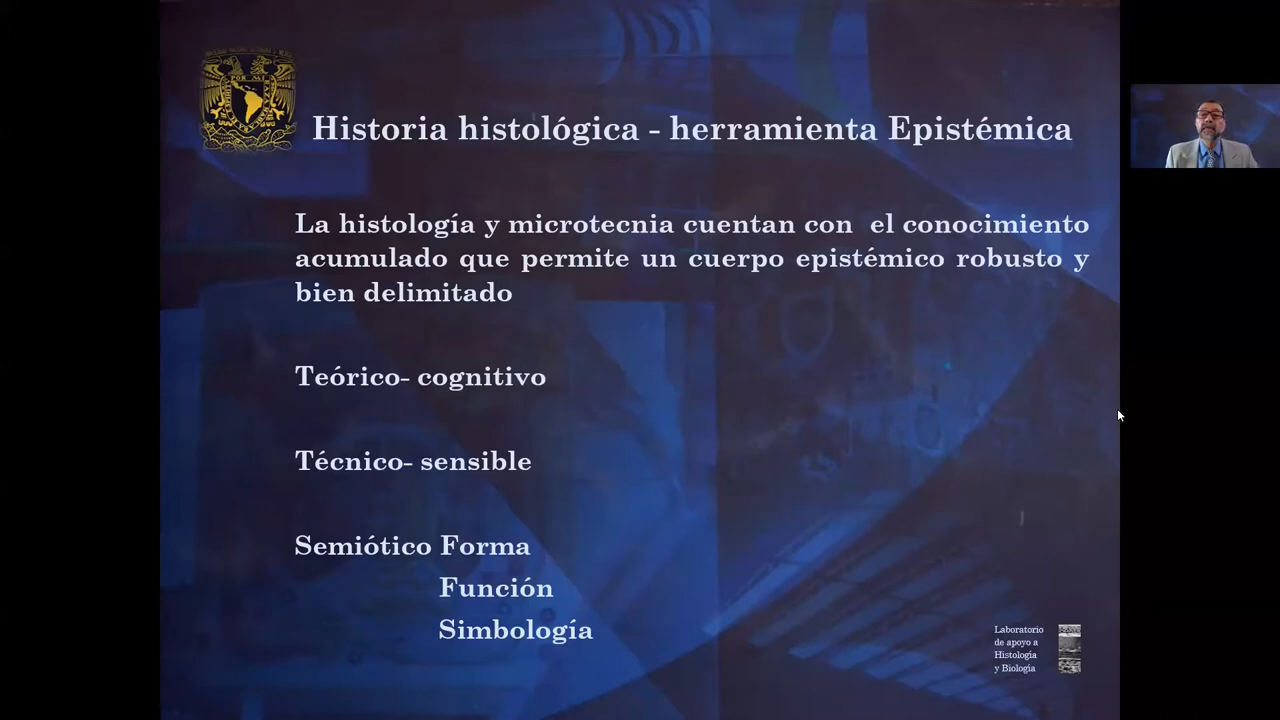 Historia histológica - herramienta Epistémica
La histología y microtecnia cuentan con el conocimiento
acumulado que permite un cuerpo epistémico robusto y
bien delimitado
Teórico- cognitivo
Técnico- sensible
Semiótico Forma
Función
Simbología
Laboratorio
de apoyo a
Histología
y Biología